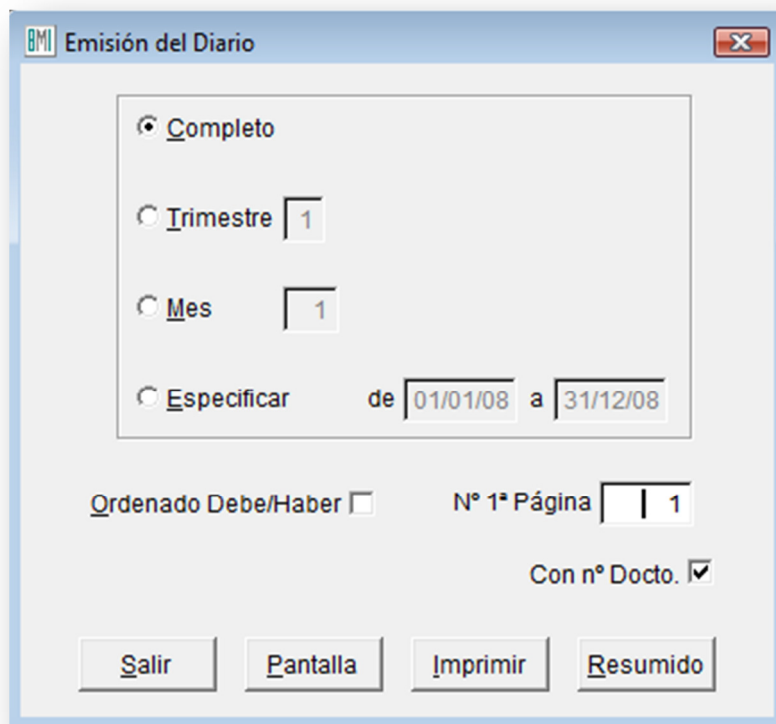 BMI Emisión del Diario
Completo
Trimestre 1
Mes 1
Especificar de 01/01/08 a 31/12/08
Ordenado Debe/Haber Nº 1ª Página 1
Con nº Docto.
Salir Pantalla Imprimir Resumido